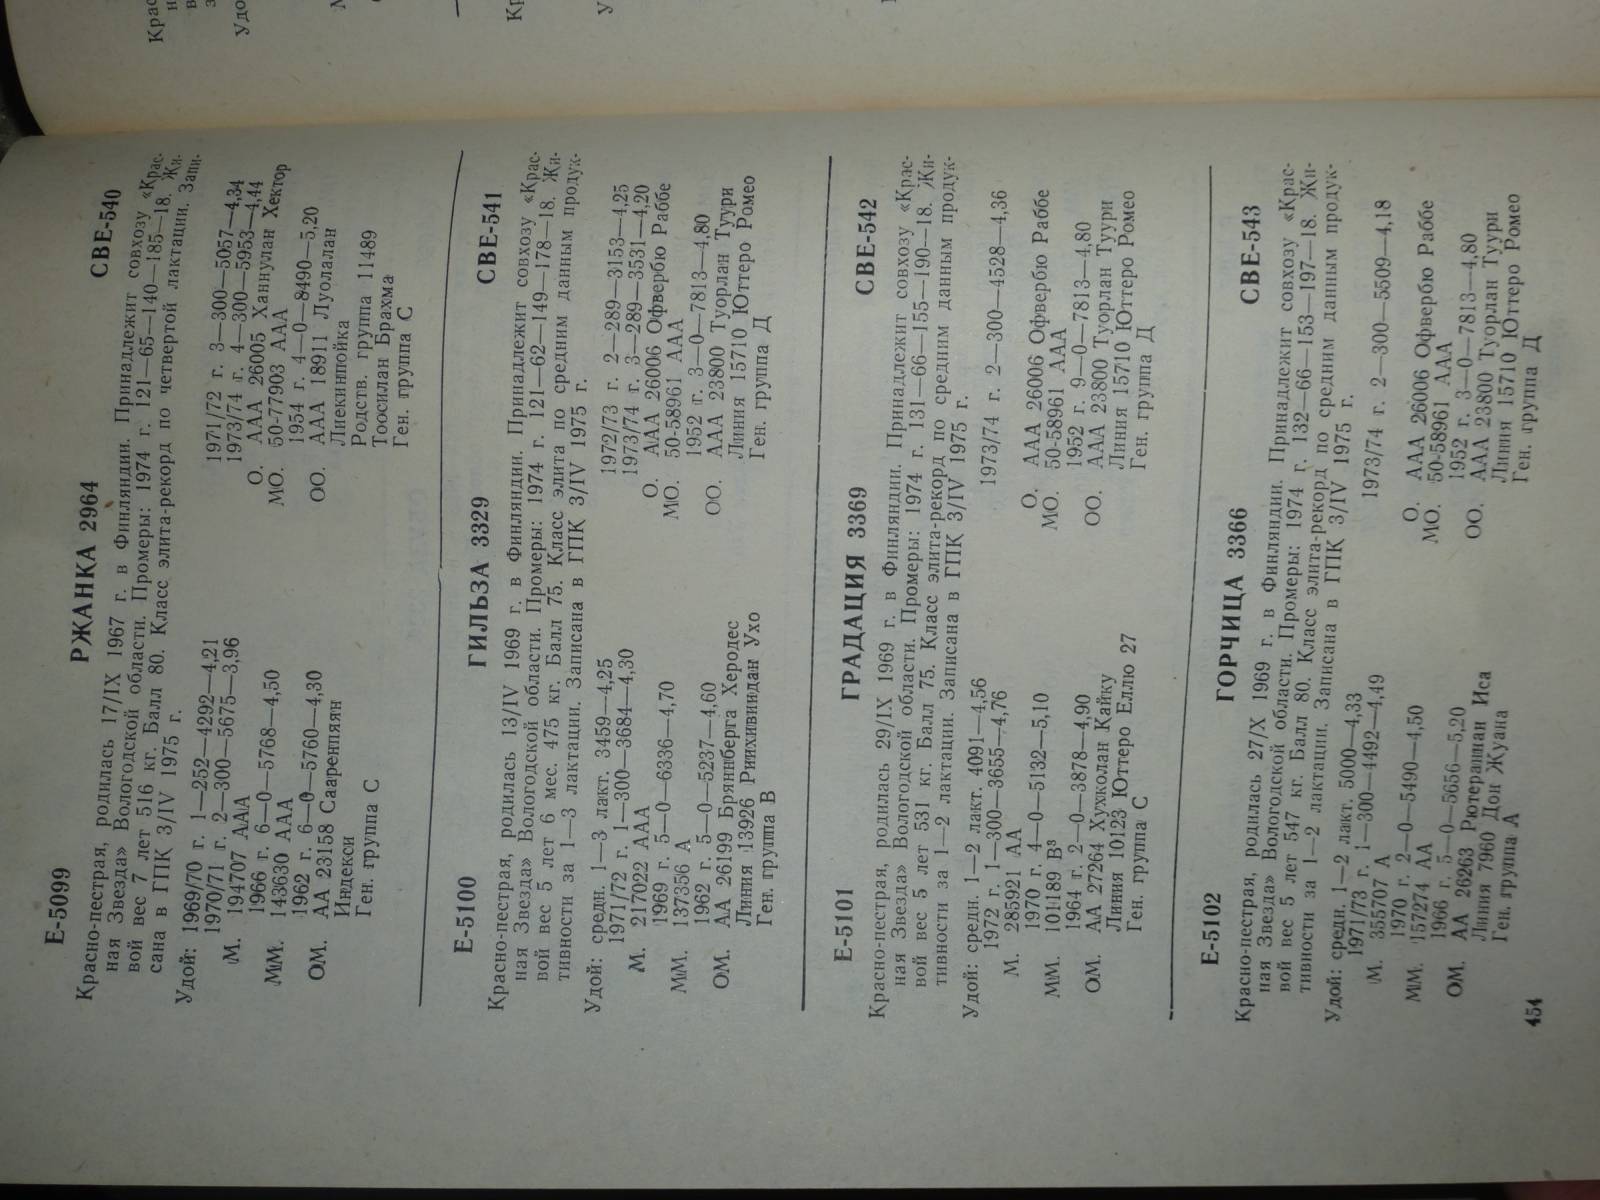 Е-5099 РЖАНКА 2964 СВЕ-540
Красно-пестрая, родилась 17/IX 1967 г. в Финляндии. Принадлежит совхозу «Крас-
ная Звезда» Вологодской области. Промеры: 1974 г. 121—65—140—185—18. Жи-
вой вес 7 лет 516 кг. Балл 80. Класс элита-рекорд по четвертой лактации. Запи-
сана в ГПК 3/IV 1975 г.
Удой: 1969/70 г. 1—252—4292—4,21 1971/72 г. 3—300—5057—4,34
1970/71 г. 2—300—5675—3,96 1973/74 г. 4—300—5953—4,44
М. 194707 ААА О. ААА 26005 Ханнулан Хектор
1966 г. 6—0—5768—4,50 МО. 50-77903 ААА
ММ. 143630 ААА 1954 г. 4—0—8490—5,20
1962 г. 6—0—5760—4,30 ОО. ААА 18911 Луолалан
ОМ. АА 23158 Сааренпяян Лиекинпойка
Индекси Родств. группа 11489
Ген. группа С Тоосилан Брахма
Ген. группа С
Е-5100 ГИЛЬЗА 3329 СВЕ-541
Красно-пестрая, родилась 13/IV 1969 г. в Финляндии. Принадлежит совхозу «Крас-
ная Звезда» Вологодской области. Промеры: 1974 г. 121—62—149—178—18. Жи-
вой вес 5 лет 6 мес. 475 кг. Балл 75. Класс элита по средним данным продук-
тивности за 1—3 лактации. Записана в ГПК 3/IV 1975 г.
Удой: средн. 1—3 лакт. 3459—4,25 1972/73 г. 2—289—3153—4,25
1971/72 г. 1—300—3684—4,30 1973/74 г. 3—289—3531—4,20
М. 217022 ААА О. ААА 26006 Офвербю Раббе
1969 г. 5—0—6336—4,70 МО. 50-58961 ААА
ММ. 137356 А 1952 г. 3—0—7813—4,80
1962 г. 5—0—5237—4,60 ОО. ААА 23800 Туорлан Туури
ОМ. АА 26199 Бряннберга Херодес Линия 15710 Юттеро Ромео
Линия 13926 Риихивиидан Ухо Ген. группа Д
Ген. группа В
Е-5101 ГРАДАЦИЯ 3369 СВЕ-542
Красно-пестрая, родилась 29/IX 1969 г. в Финляндии. Принадлежит совхозу «Крас-
ная Звезда» Вологодской области. Промеры: 1974 г. 131—66—155—190—18. Жи-
вой вес 5 лет 531 кг. Балл 75. Класс элита-рекорд по средним данным продук-
тивности за 1—2 лактации. Записана в ГПК 3/IV 1975 г.
Удой: средн. 1—2 лакт. 4091—4,56 1973/74 г. 2—300—4528—4,36
1972 г. 1—300—3655—4,76
М. 285921 АА О. ААА 26006 Офвербю Раббе
1970 г. 4—0—5132—5,10 МО. 50-58961 ААА
ММ. 101189 Вª 1952 г. 9—0—7813—4,80
1964 г. 2—0—3878—4,90 ОО. ААА 23800 Туорлан Туури
ОМ. АА 27264 Хухколан Кайку Линия 15710 Юттеро Ромео
Линия 10123 Юттеро Еллю 27 Ген. группа Д
Ген. группа С
Е-5102 ГОРЧИЦА 3366 СВЕ-543
Красно-пестрая, родилась 27/X 1969 г. в Финляндии. Принадлежит совхозу «Крас-
ная Звезда» Вологодской области. Промеры: 1974 г. 132—66—153—197—18. Жи-
вой вес 5 лет 547 кг. Балл 80. Класс элита-рекорд по средним данным продук-
тивности за 1—2 лактации. Записана в ГПК 3/IV 1975 г.
Удой: средн. 1—2 лакт. 5000—4,33 1973/74 г. 2—300—5509—4,18
1971/73 г. 1—300—4492—4,49
М. 355707 А О. ААА 26006 Офвербю Раббе
1970 г. 2—0—5490—4,50 МО. 50-58961 ААА
ММ. 157274 АА 1952 г. 3—0—7813—4,80
1966 г. 5—0—5656—5,20 ОО. ААА 23800 Туорлан Туури
ОМ. АА 26263 Рютераннан Иса Линия 15710 Юттеро Ромео
Линия 7960 Дон Жуана Ген. группа Д
Ген. группа А
454